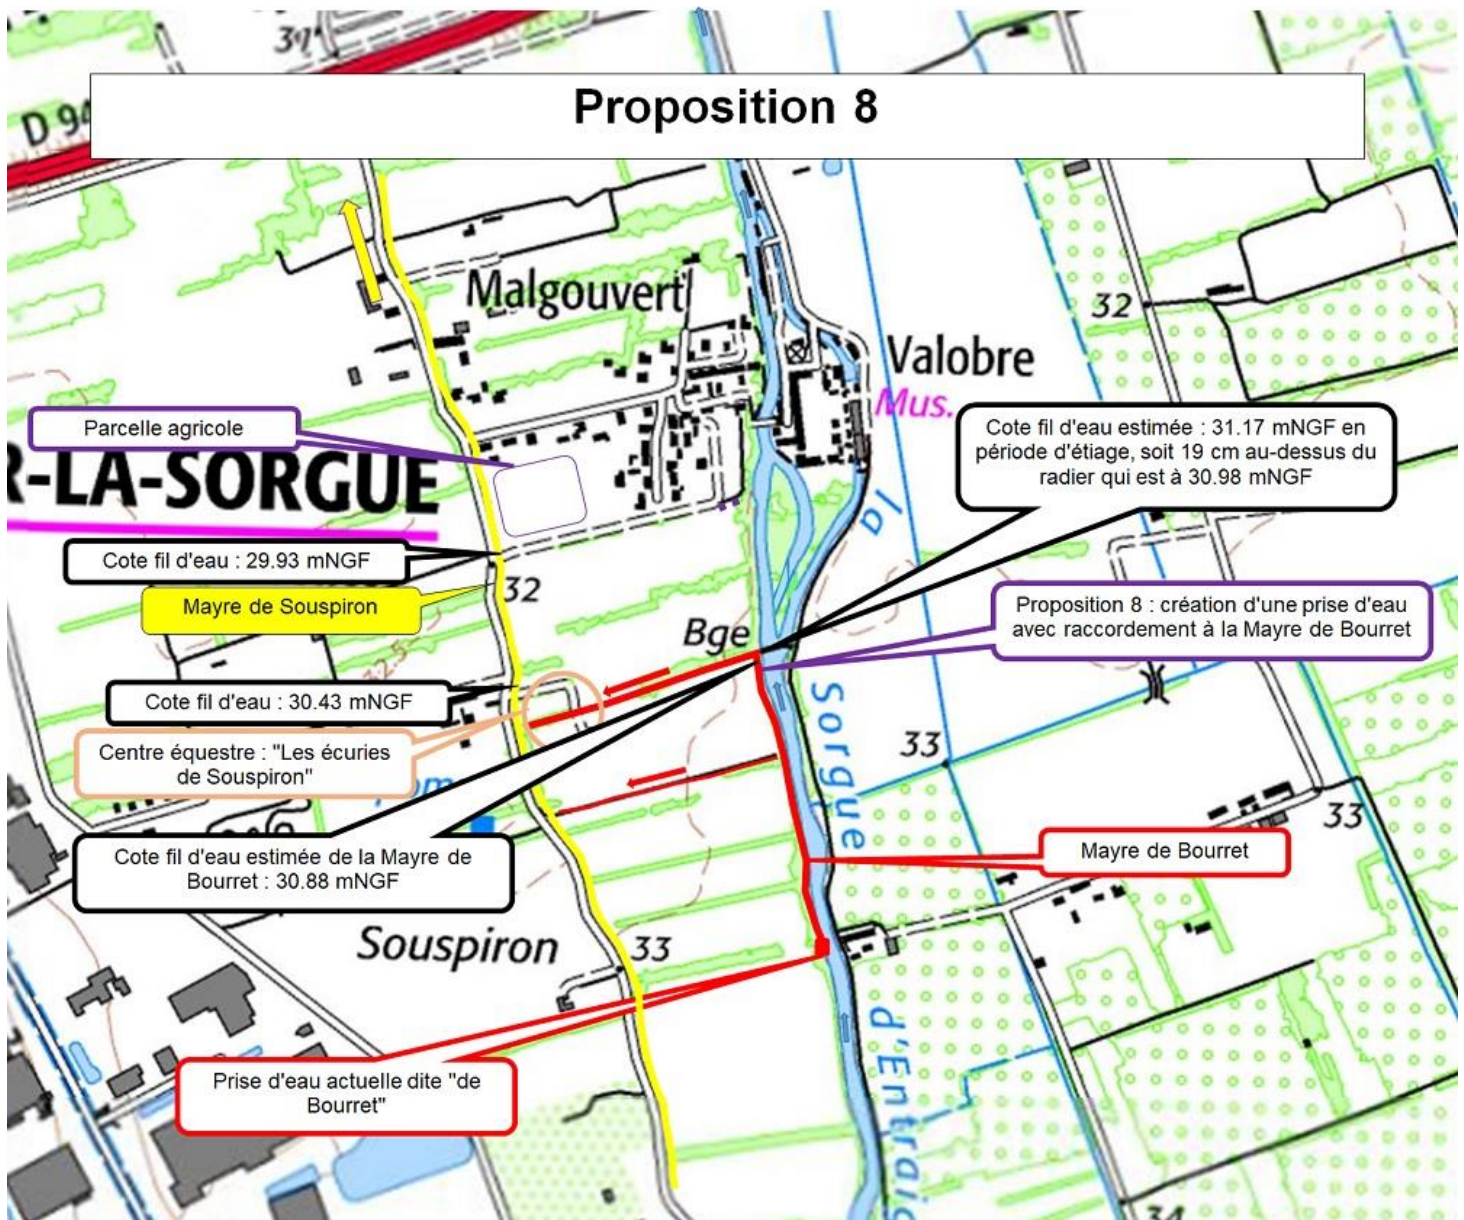 37
Proposition 8
D 94
Malgouvert
32
Valobre
Mus.
Parcelle agricole
Cote fil d'eau estimée : 31.17 mNGF en
période d'étiage, soit 19 cm au-dessus du
radier qui est à 30.98 mNGF
R-LA-SORGUE
la
Cote fil d'eau : 29.93 mNGF
32
Mayre de Souspiron
Proposition 8 : création d'une prise d'eau
avec raccordement à la Mayre de Bourret
Bge
32.5
Cote fil d'eau : 30.43 mNGF
Sorgue
Centre équestre : "Les écuries
de Souspiron"
33
33
Cote fil d'eau estimée de la Mayre de
Bourret : 30.88 mNGF
Mayre de Bourret
Souspiron
33
d'Entraig
Prise d'eau actuelle dite "de
Bourret"
34